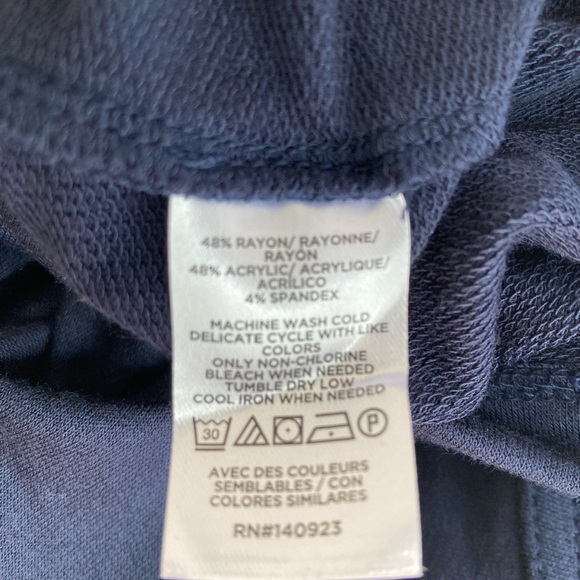 48% RAYON/ RAYONNE/
RAYÓN
48% ACRYLIC/ ACRYLIQUE/
ACRÍLICO
4% SPANDEX
MACHINE WASH COLD
DELICATE CYCLE WITH LIKE
COLORS
ONLY NON-CHLORINE
BLEACH WHEN NEEDED
TUMBLE DRY LOW
COOL IRON WHEN NEEDED
30 P
AVEC DES COULEURS
SEMBLABLES / CON
COLORES SIMILARES
RN#140923